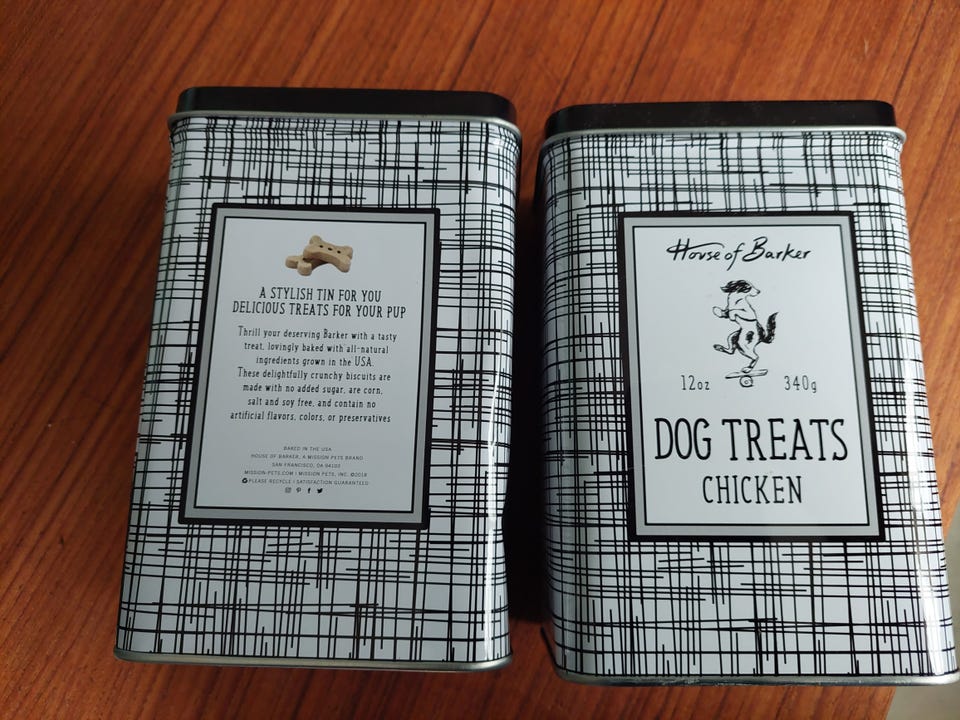 A STYLISH TIN FOR YOU
DELICIOUS TREATS FOR YOUR PUP
Thrill your deserving Barker with a tasty
treat, lovingly baked with all-natural
ingredients grown in the USA.
These delightfully crunchy biscuits are
made with no added sugar, are corn,
salt and soy free, and contain no
artificial flavors, colors, or preservatives
BAKED IN THE USA
HOUSE OF BARKER, A MISSION PETS BRAND
SAN FRANCISCO, CA 94103
MISSION-PETS.COM | MISSION PETS, INC. ©2018
PLEASE RECYCLE | SATISFACTION GUARANTEED
House of Barker
12oz 340g
DOG TREATS
CHICKEN